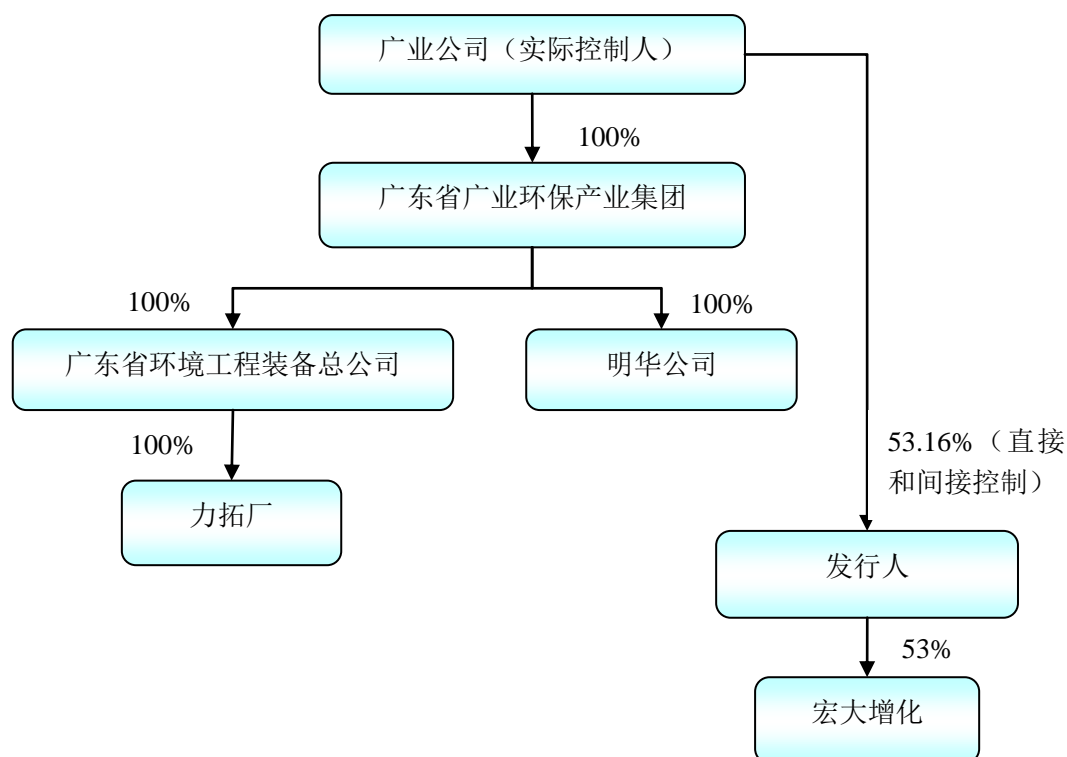 广业公司（实际控制人）
100%
广东省广业环保产业集团
100%
100%
广东省环境工程装备总公司
明华公司
100%
53.16%（直接
和间接控制）
力拓厂
发行人
53%
宏大增化